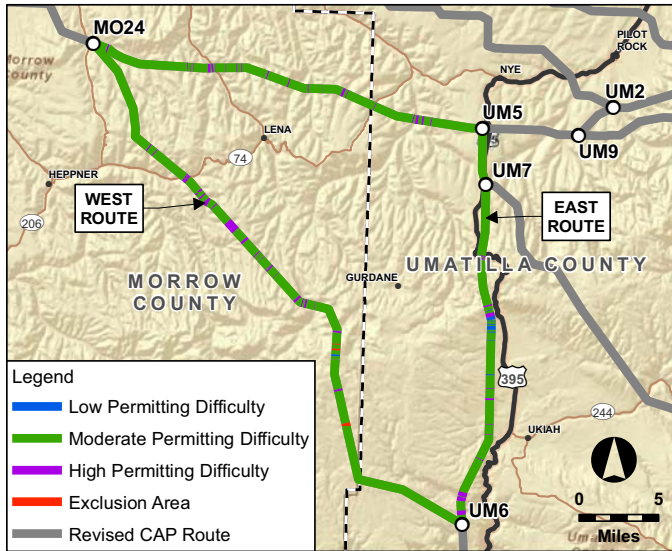 MO24
Morrow
County
PILOT
ROCK
NYE
UM2
UM5
UM9
LENA
74
HEPPNER
UM7
WEST
ROUTE
EAST
ROUTE
206
UMATILLA COUNTY
GURDANE
MORROW
COUNTY
Legend
Low Permitting Difficulty
Moderate Permitting Difficulty
High Permitting Difficulty
Exclusion Area
Revised CAP Route
395
244
UKIAH
UM6
0 5
Miles